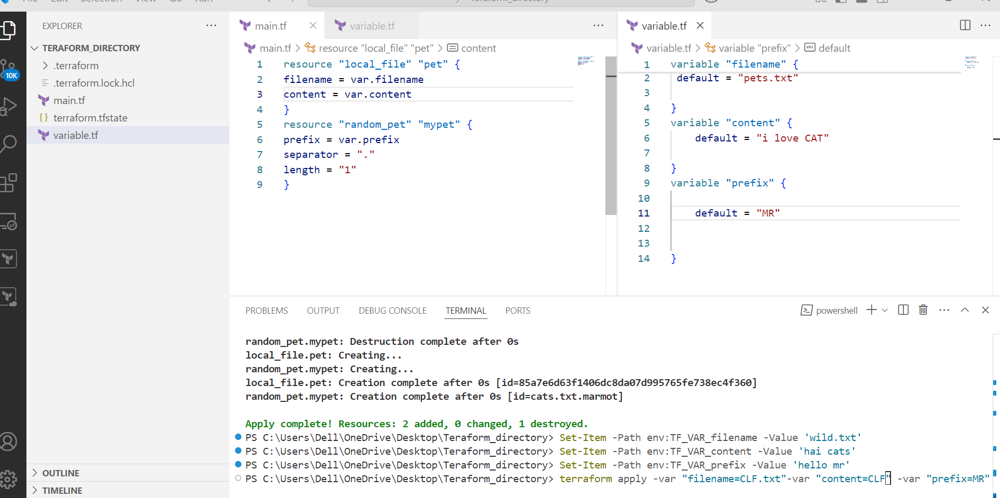 File Edit Selection View Go Run
Teraform_directory
EXPLORER
TERAFORM_DIRECTORY
.terraform
.terraform.lock.hcl
main.tf
terraform.tfstate
variable.tf
10K
OUTLINE
TIMELINE
main.tf
variable.tf
main.tf > resource "local_file" "pet" > content
1 resource "local_file" "pet" {
2 filename = var.filename
3 content = var.content
4 }
5 resource "random_pet" "mypet" {
6 prefix = var.prefix
7 separator = "."
8 length = "1"
9 }
variable.tf
variable.tf > variable "prefix" > abc default
1 variable "filename" {
2 default = "pets.txt"
3
4 }
5 variable "content" {
6 default = "i love CAT"
7
8 }
9 variable "prefix" {
10
11 default = "MR"
12
13
14 }
PROBLEMS OUTPUT DEBUG CONSOLE TERMINAL PORTS
powershell
random_pet.mypet: Destruction complete after 0s
local_file.pet: Creating...
random_pet.mypet: Creating...
local_file.pet: Creation complete after 0s [id=85a7e6d63f1406dc8da07d995765fe738ec4f360]
random_pet.mypet: Creation complete after 0s [id=cats.txt.marmot]
Apply complete! Resources: 2 added, 0 changed, 1 destroyed.
PS C:\Users\Dell\OneDrive\Desktop\Teraform_directory> Set-Item -Path env:TF_VAR_filename -Value 'wild.txt'
PS C:\Users\Dell\OneDrive\Desktop\Teraform_directory> Set-Item -Path env:TF_VAR_content -Value 'hai cats'
PS C:\Users\Dell\OneDrive\Desktop\Teraform_directory> Set-Item -Path env:TF_VAR_prefix -Value 'hello mr'
PS C:\Users\Dell\OneDrive\Desktop\Teraform_directory> terraform apply -var "filename=CLF.txt"-var "content=CLF" -var "prefix=MR"